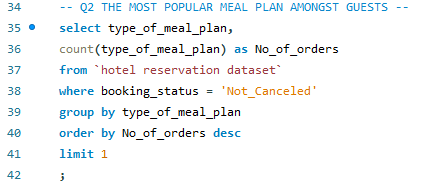 34 -- Q2 THE MOST POPULAR MEAL PLAN AMONGST GUESTS --
35 select type_of_meal_plan,
36 count(type_of_meal_plan) as No_of_orders
37 from `hotel reservation dataset`
38 where booking_status = 'Not_Canceled'
39 group by type_of_meal_plan
40 order by No_of_orders desc
41 limit 1
42 ;